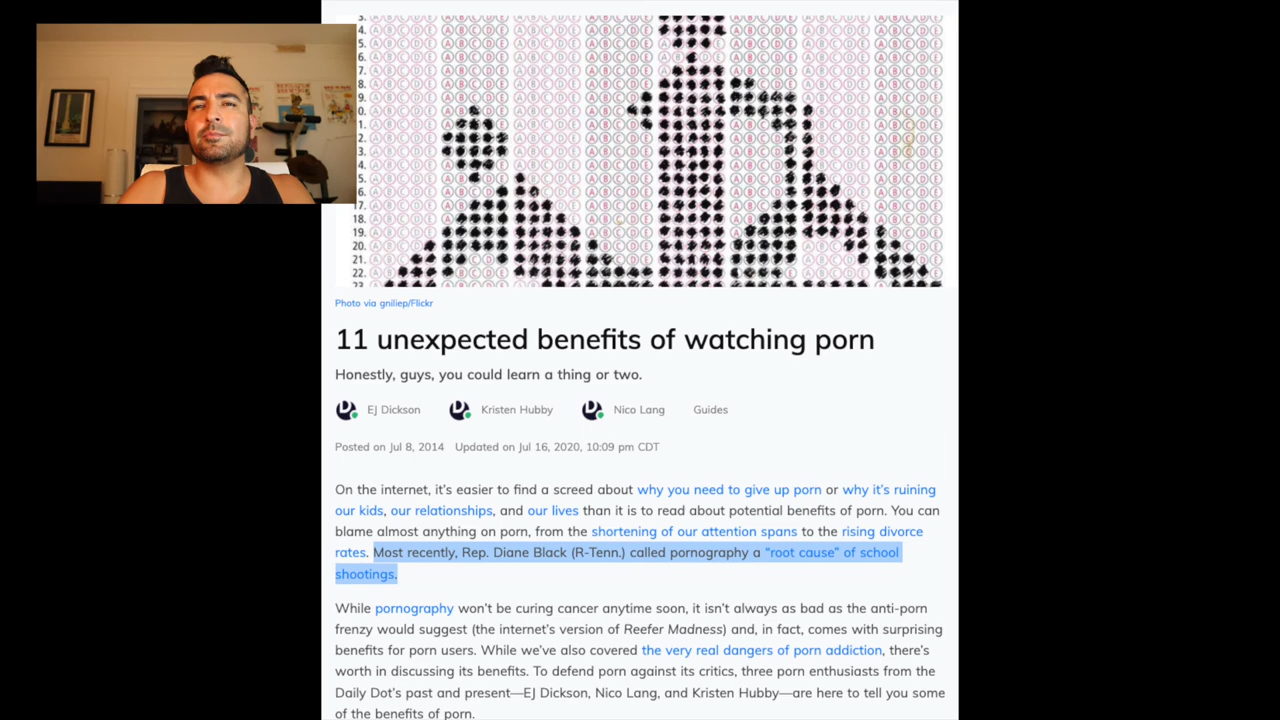 Photo via gniliep/Flickr
11 unexpected benefits of watching porn
Honestly, guys, you could learn a thing or two.
EJ Dickson Kristen Hubby Nico Lang Guides
Posted on Jul 8, 2014 Updated on Jul 16, 2020, 10:09 pm CDT
On the internet, it’s easier to find a screed about why you need to give up porn or why it’s ruining
our kids, our relationships, and our lives than it is to read about potential benefits of porn. You can
blame almost anything on porn, from the shortening of our attention spans to the rising divorce
rates. Most recently, Rep. Diane Black (R-Tenn.) called pornography a “root cause” of school
shootings.
While pornography won’t be curing cancer anytime soon, it isn’t always as bad as the anti-porn
frenzy would suggest (the internet’s version of Reefer Madness) and, in fact, comes with surprising
benefits for porn users. While we’ve also covered the very real dangers of porn addiction, there’s
worth in discussing its benefits. To defend porn against its critics, three porn enthusiasts from the
Daily Dot’s past and present—EJ Dickson, Nico Lang, and Kristen Hubby—are here to tell you some
of the benefits of porn.